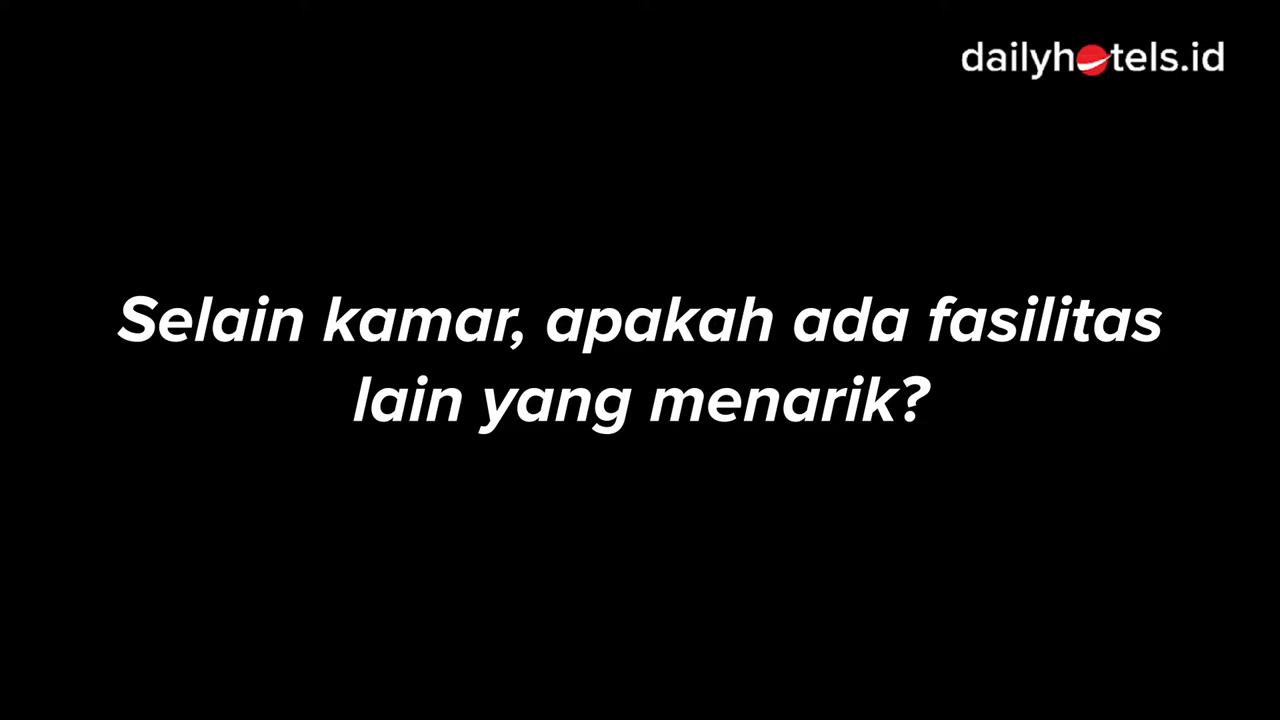 dailyhotels.id
Selain kamar, apakah ada fasilitas
lain yang menarik?